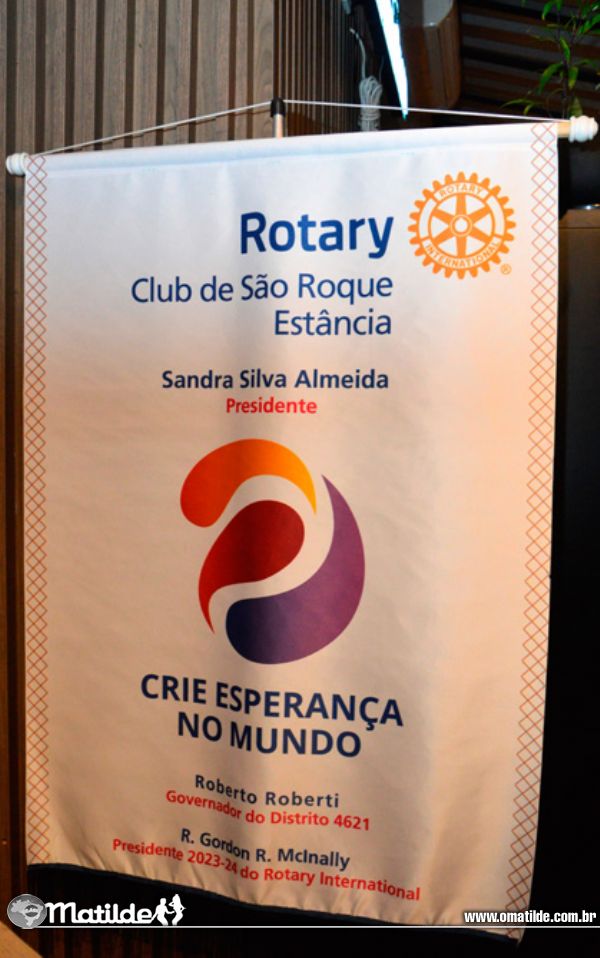 Rotary
ROTARY
INTERNATIONAL
®
Club de São Roque
Estância
Sandra Silva Almeida
Presidente
CRIE ESPERANÇA
NO MUNDO
Roberto Roberti
Governador do Distrito 4621
R. Gordon R. McInally
Presidente 2023-24 do Rotary International
OMatilde
www.omatilde.com.br